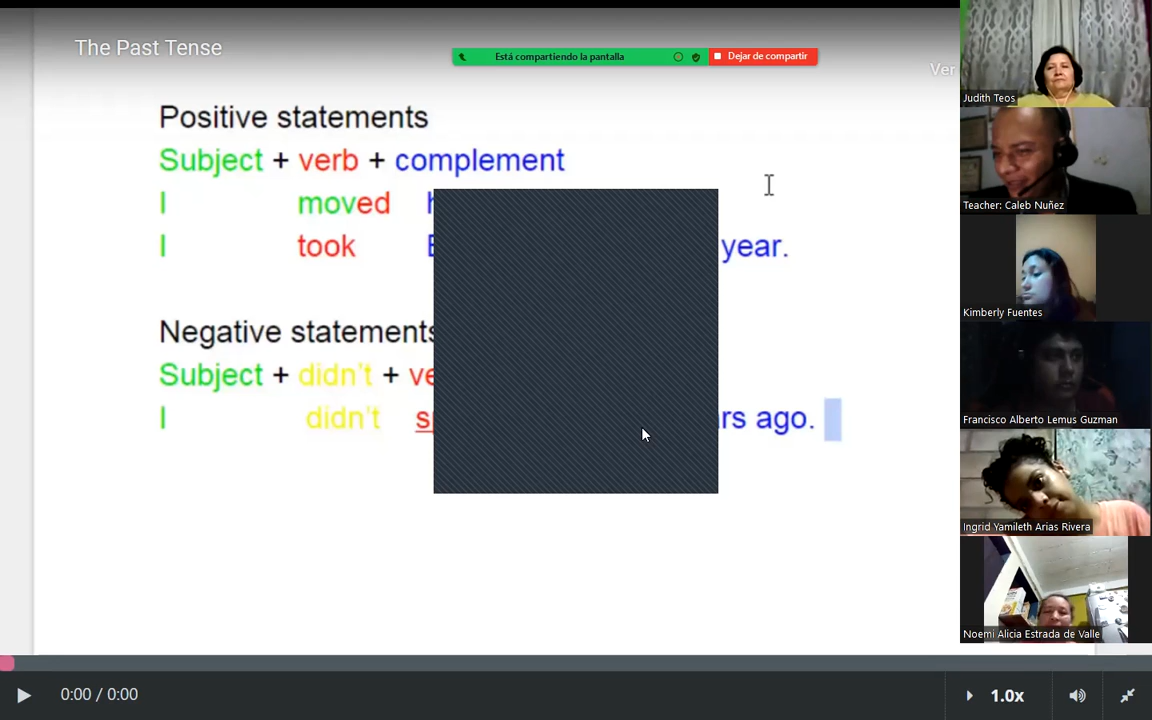 The Past Tense
Está compartiendo la pantalla
Dejar de compartir
Ver
Positive statements
Subject + verb + complement
I moved
I took year.
Negative statements
Subject + didn't +
I didn't ago.
Judith Teos
Teacher: Caleb Nuñez
Kimberly Fuentes
Francisco Alberto Lemus Guzman
Ingrid Yamileth Arias Rivera
Noemi Alicia Estrada de Valle
0:00 / 0:00
1.0x